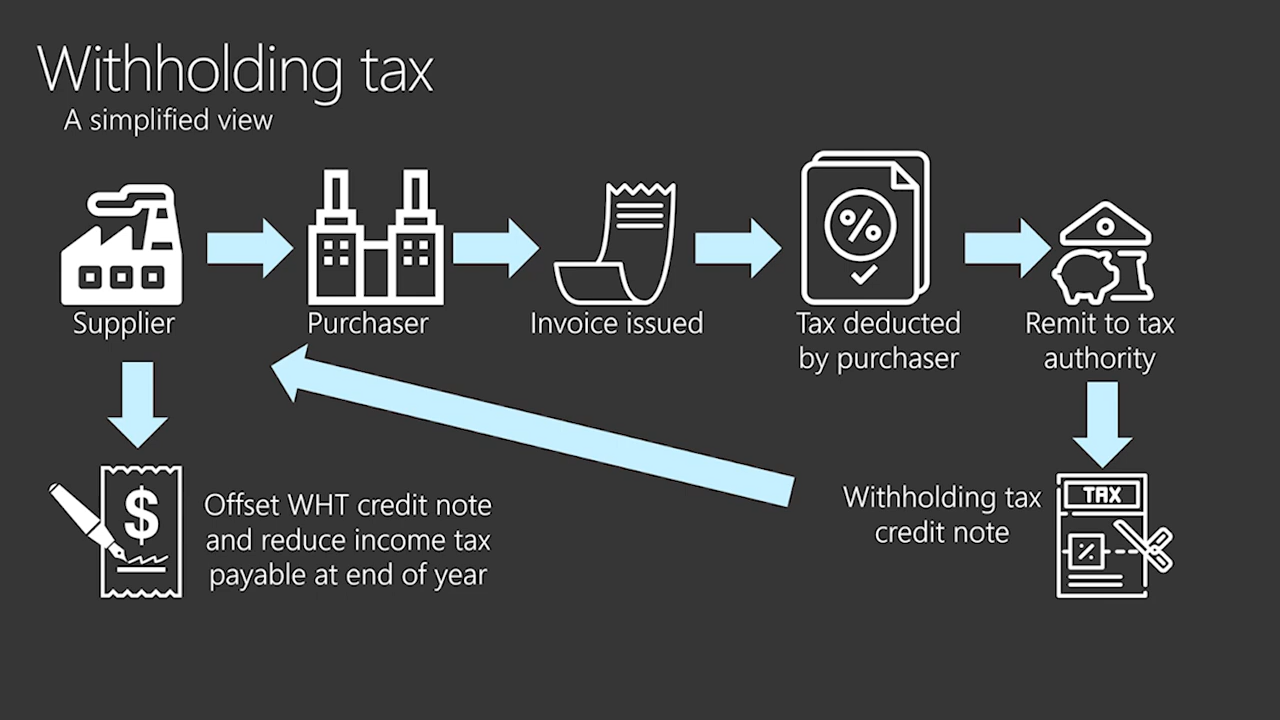 Withholding tax
A simplified view
Supplier
Purchaser
Invoice issued
Tax deducted
by purchaser
Remit to tax
authority
%
$
Offset WHT credit note
and reduce income tax
payable at end of year
Withholding tax
credit note
TAX
%